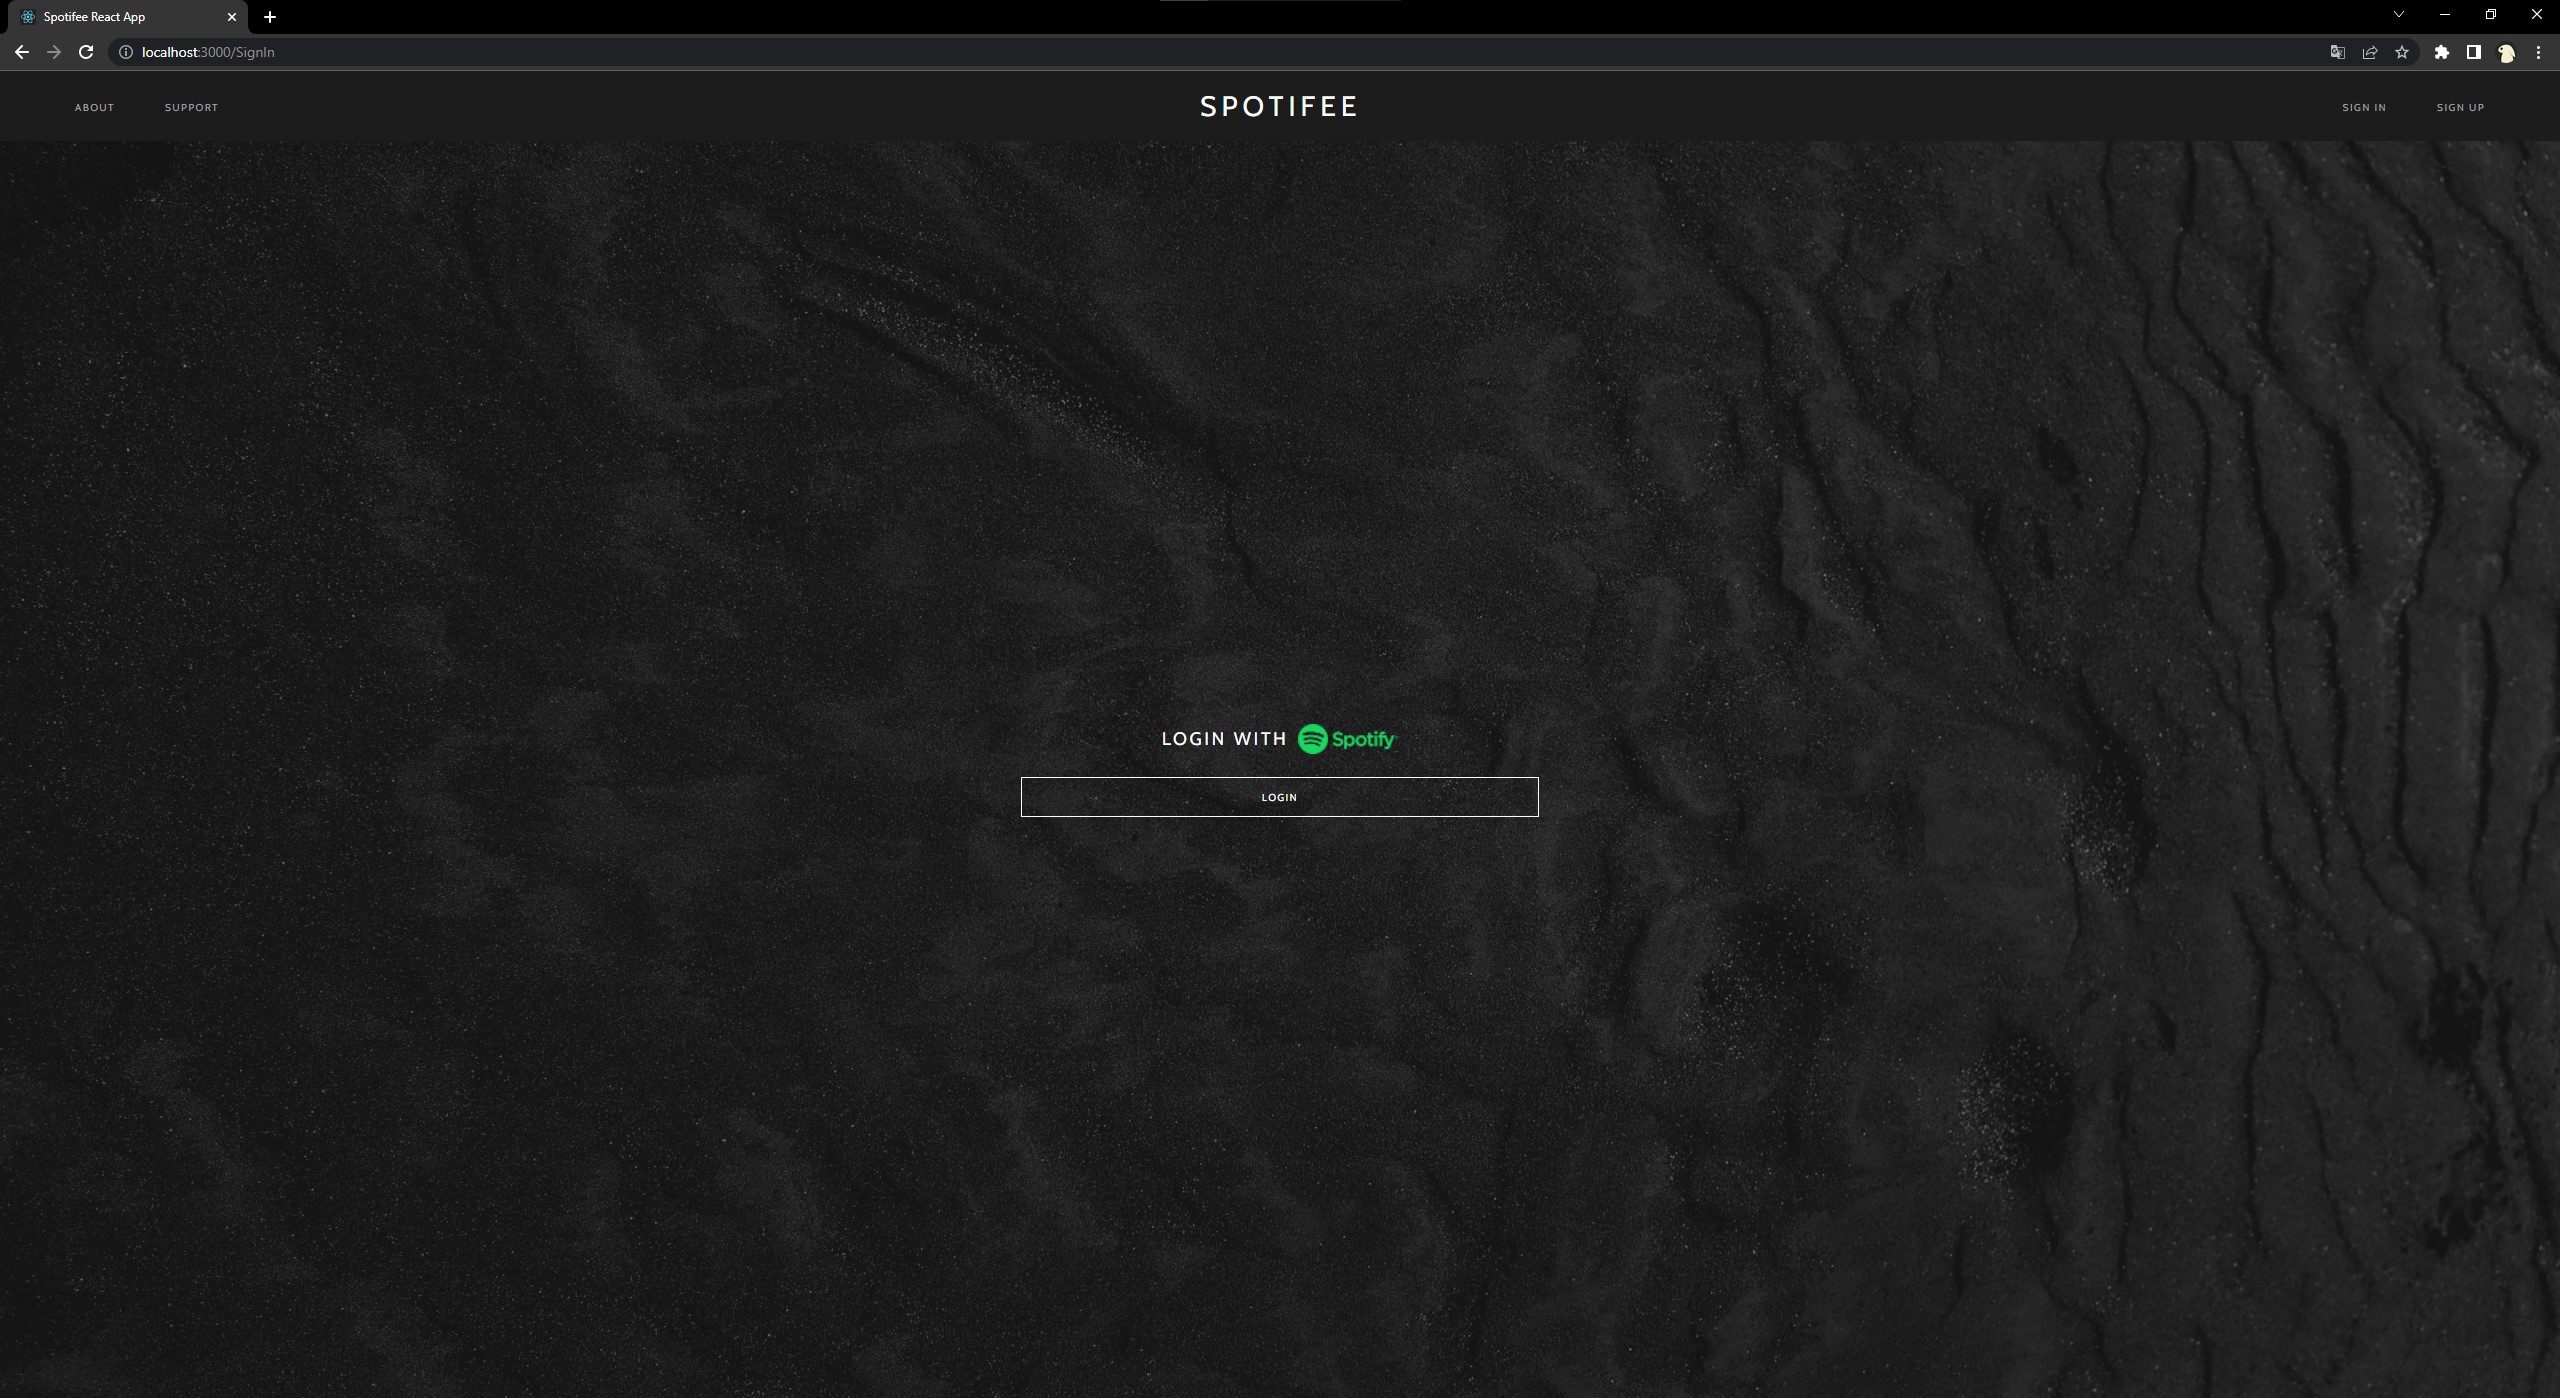 Spotifee React App
localhost:3000/SignIn
ABOUT SUPPORT SPOTIFEE SIGN IN SIGN UP
LOGIN WITH Spotify
LOGIN